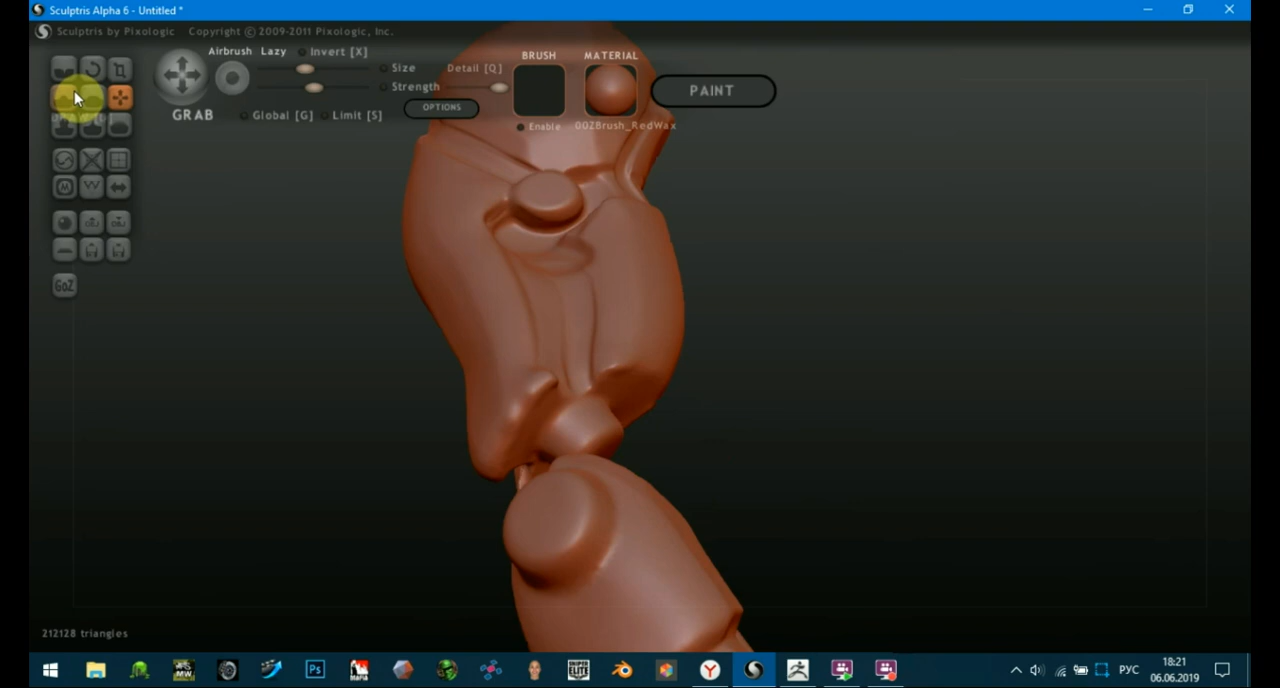 Sculptris Alpha 6 - Untitled *
Sculptris by Pixologic Copyright © 2009-2011 Pixologic, Inc.
Airbrush Lazy Invert [X]
BRUSH MATERIAL
Size Detail [Q]
Strength
PAINT
OPTIONS
GRAB Global [G] Limit [S]
Enable 00ZBrush_RedWax
GoZ
212128 triangles
Ps
РУС
18:21
06.06.2019